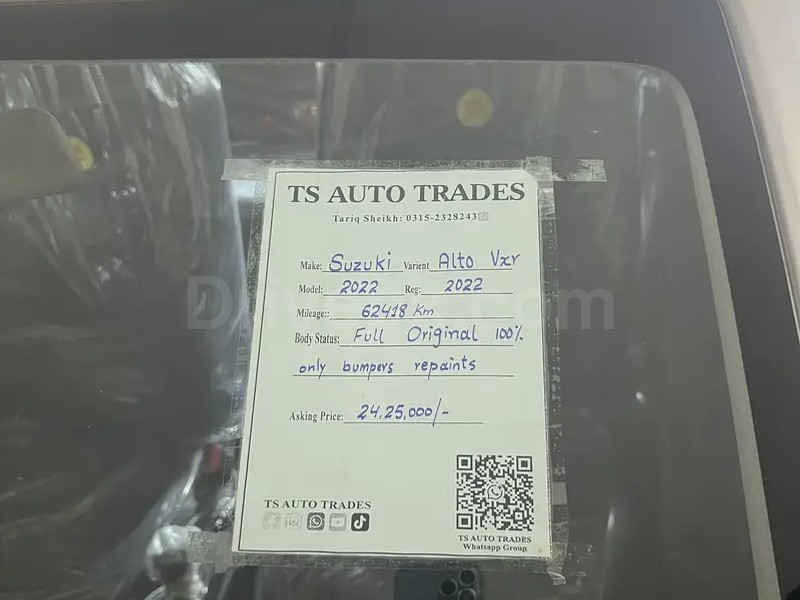 TS AUTO TRADES
Tariq Sheikh: 0315-2328243
Make: Suzuki Varient Alto Vxr
Model: 2022 Reg: 2022
Mileage:: 62418 Km
Body Status: Full Original 100%
only bumpers repaints
Asking Price: 24,25,000/-
TS AUTO TRADES
TS AUTO TRADES
Whatsapp Group